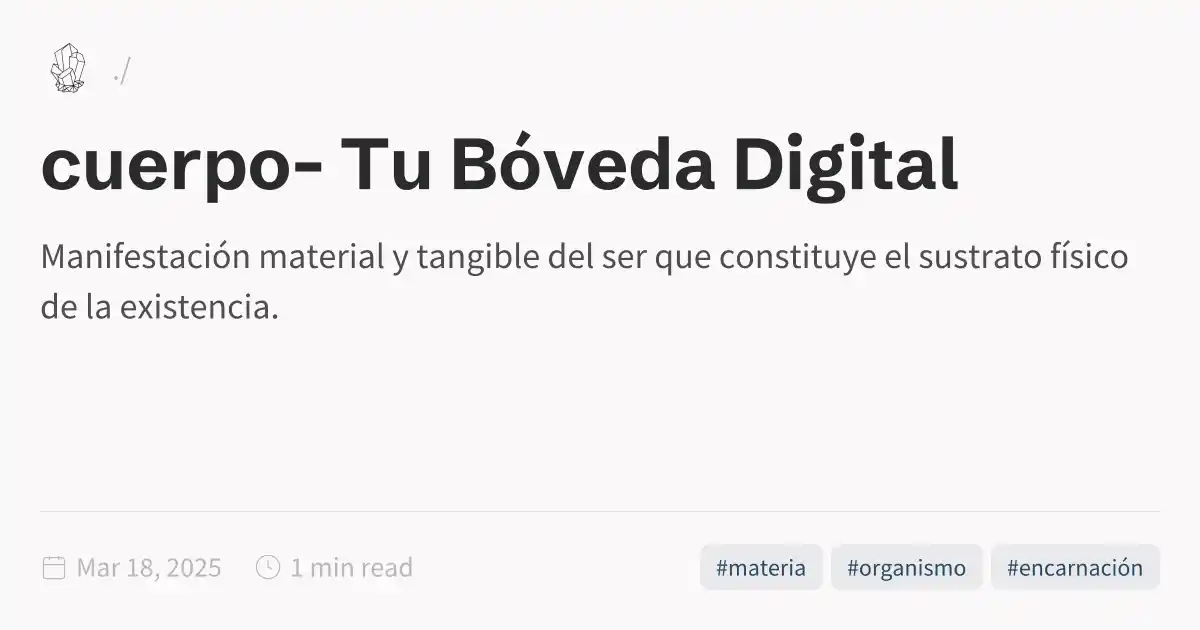 ./
cuerpo- Tu Bóveda Digital
Manifestación material y tangible del ser que constituye el sustrato físico
de la existencia.
Mar 18, 2025 1 min read #materia #organismo #encarnación